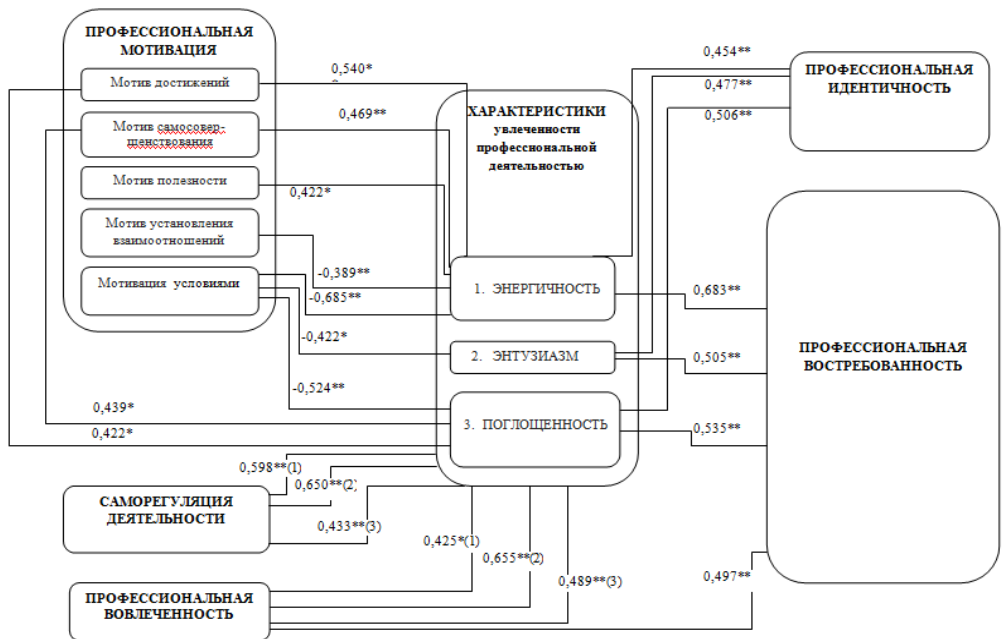 ПРОФЕССИОНАЛЬНАЯ
МОТИВАЦИЯ
Мотив достижений
Мотив самосовер-
шенствования
Мотив полезности
Мотив установления
взаимоотношений
Мотивация условиями
0,540*
0,469**
0,422*
-0,389**
-0,685**
-0,422*
-0,524**
0,439*
0,422*
ХАРАКТЕРИСТИКИ
увлеченности
профессиональной
деятельностью
1. ЭНЕРГИЧНОСТЬ
2. ЭНТУЗИАЗМ
3. ПОГЛОЩЕННОСТЬ
0,454**
0,477**
0,506**
ПРОФЕССИОНАЛЬНАЯ
ИДЕНТИЧНОСТЬ
0,683**
0,505**
0,535**
ПРОФЕССИОНАЛЬНАЯ
ВОСТРЕБОВАННОСТЬ
0,598**(1)
0,650**(2)
0,433**(3)
САМОРЕГУЛЯЦИЯ
ДЕЯТЕЛЬНОСТИ
0,425*(1)
0,655**(2)
0,489**(3)
0,497**
ПРОФЕССИОНАЛЬНАЯ
ВОВЛЕЧЕННОСТЬ